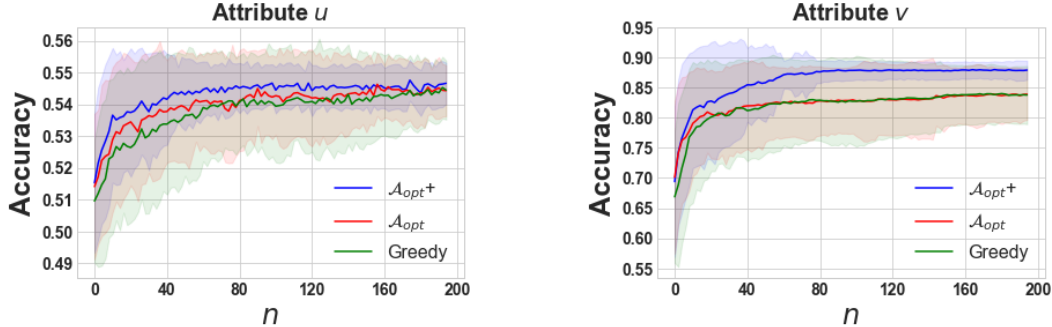 Attribute u
Accuracy
0.56
0.55
0.54
0.53
0.52
0.51
0.50
0.49
0 40 80 120 160 200
n
𝒜opt+
𝒜opt
Greedy
Attribute v
Accuracy
0.95
0.90
0.85
0.80
0.75
0.70
0.65
0.60
0.55
0 40 80 120 160 200
n
𝒜opt+
𝒜opt
Greedy